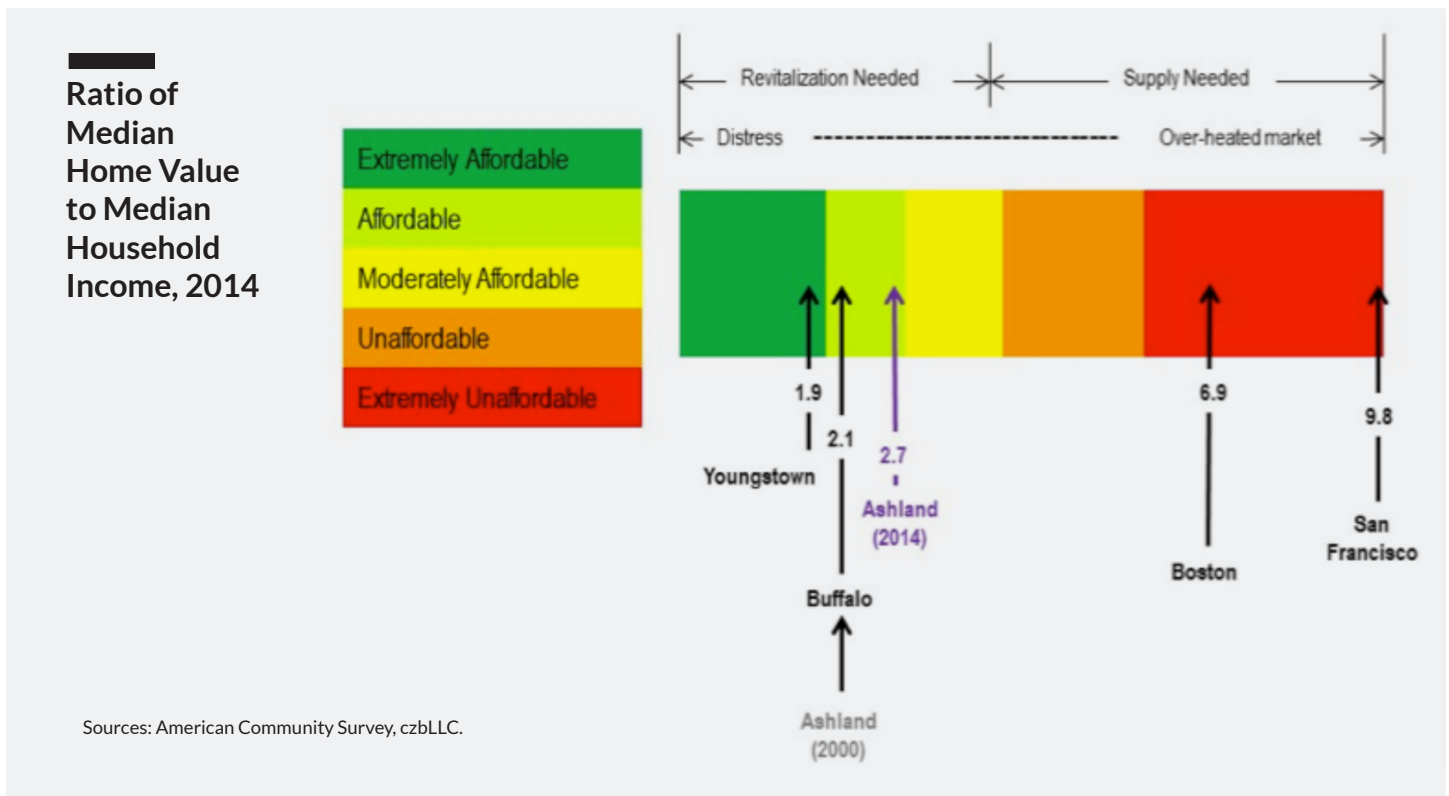 Ratio of
Median
Home Value
to Median
Household
Income, 2014
Extremely Affordable
Affordable
Moderately Affordable
Unaffordable
Extremely Unaffordable
Revitalization Needed
Supply Needed
Distress
Over-heated market
1.9
Youngstown
2.1
Buffalo
Ashland
(2000)
2.7
Ashland
(2014)
6.9
Boston
9.8
San
Francisco
Sources: American Community Survey, czbLLC.